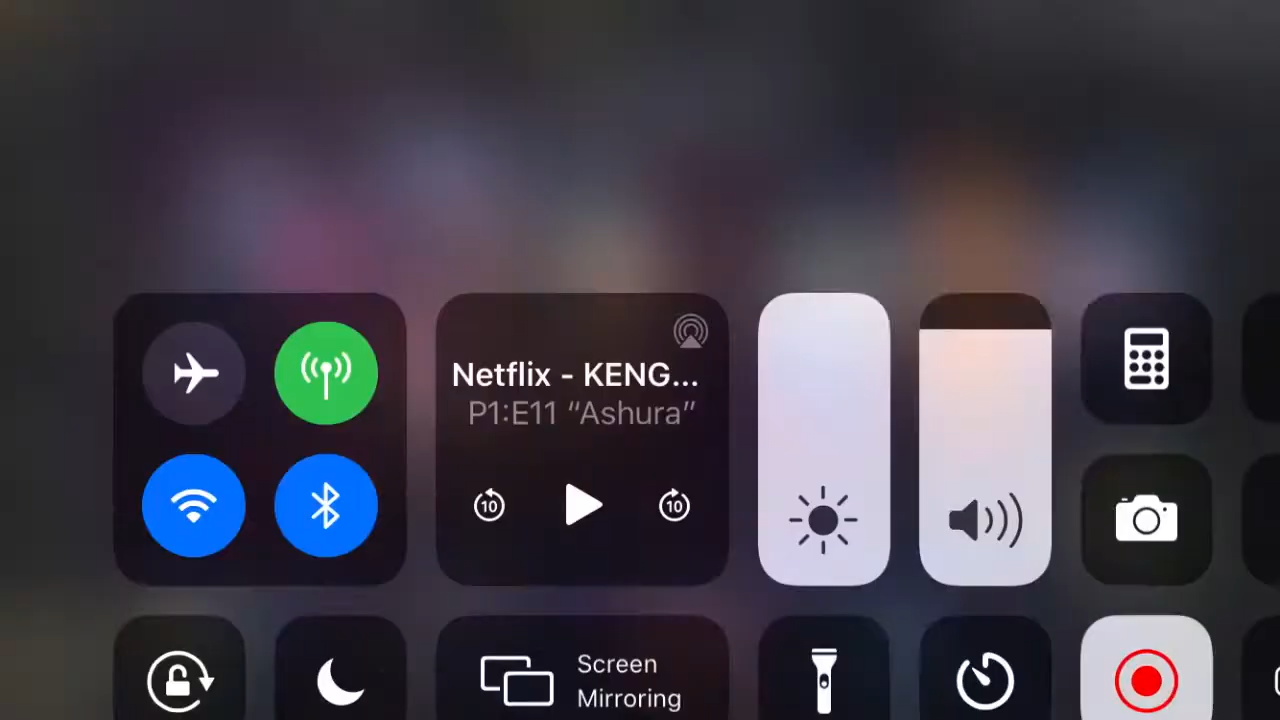 Netflix - KENG...
P1:E11 “Ashura”
10
10
Screen
Mirroring